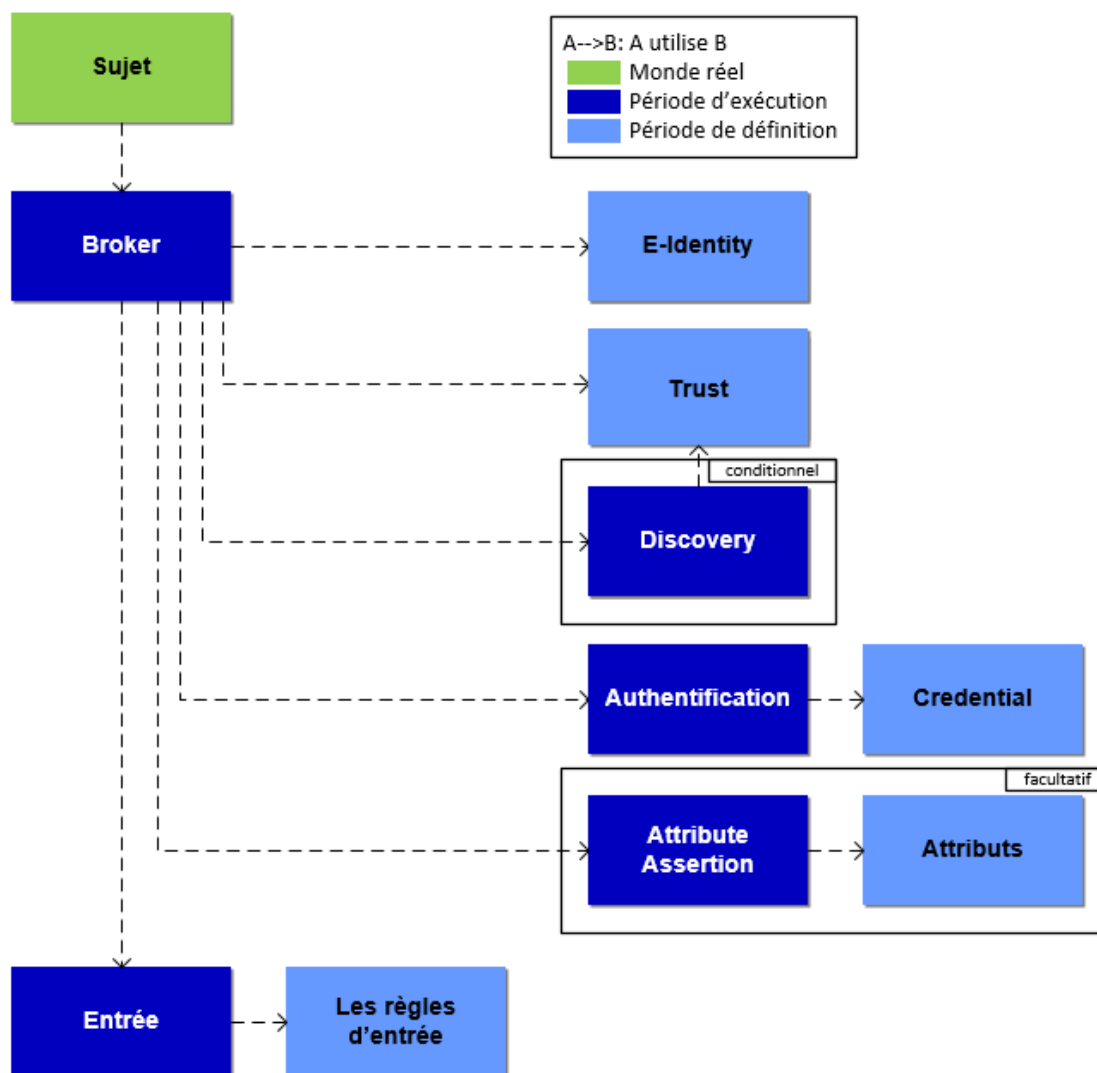 Sujet
A-->B: A utilise B
Monde réel
Période d’exécution
Période de définition
Broker
E-Identity
Trust
conditionnel
Discovery
Authentification
Credential
facultatif
Attribute
Assertion
Attributs
Entrée
Les règles
d’entrée